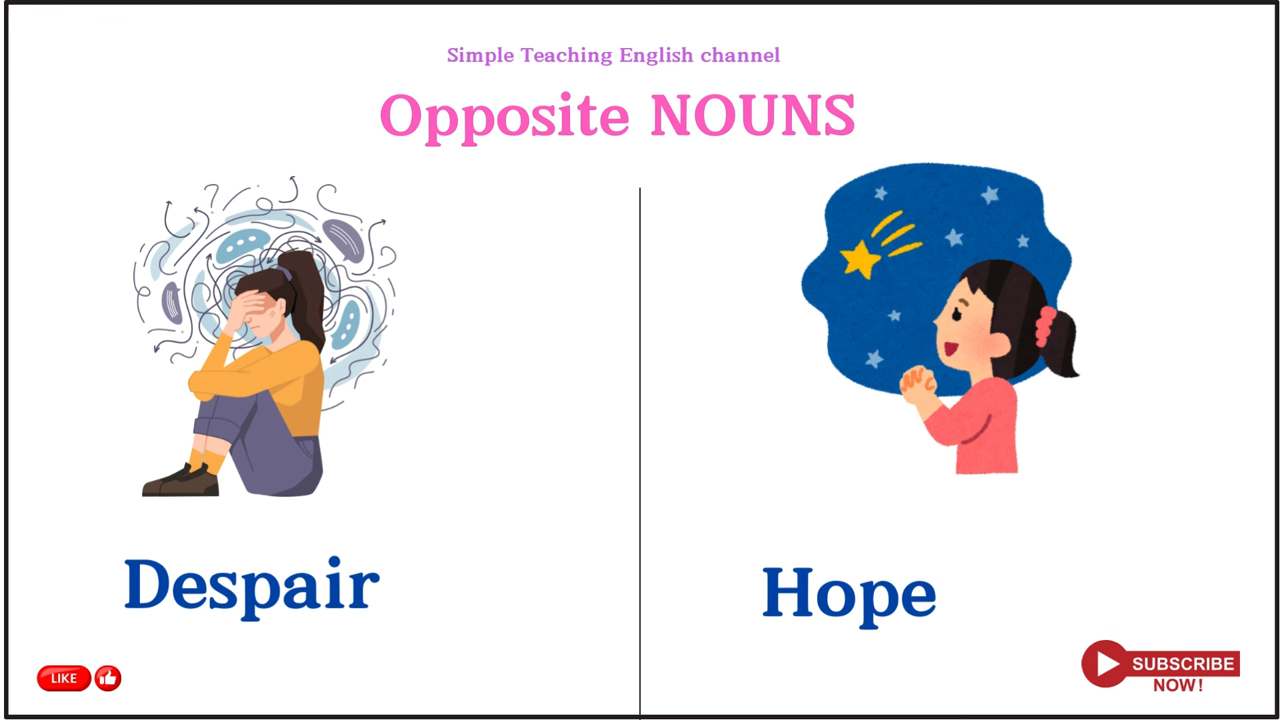 Simple Teaching English channel
Opposite NOUNS
Despair
Hope
LIKE
SUBSCRIBE
NOW!